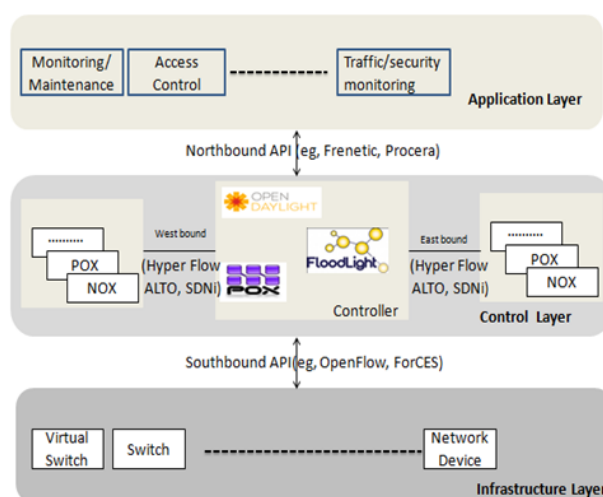 Monitoring/
Maintenance
Access
Control
Traffic/security
monitoring
Application Layer
Northbound API (eg, Frenetic, Procera)
..........
POX
NOX
West bound
(Hyper Flow
ALTO, SDNi)
OPEN
DAYLIGHT
FLOODLIGHT
POX
Controller
East bound
(Hyper Flow
ALTO, SDNi)
..........
POX
NOX
Control Layer
Southbound API(eg, OpenFlow, ForCES)
Virtual
Switch
Switch
Network
Device
Infrastructure Layer